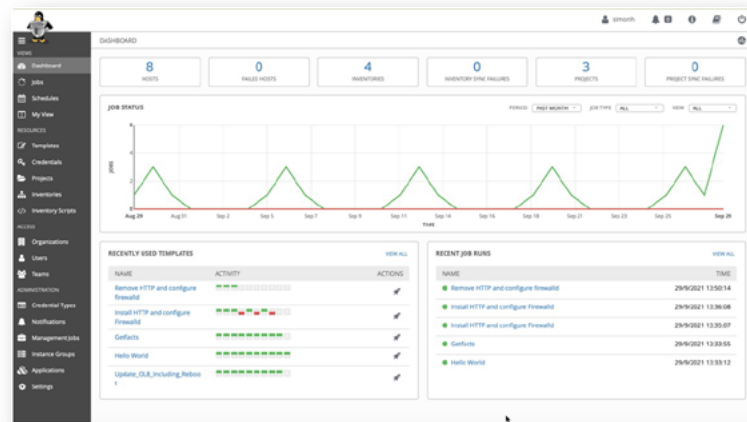 simonh
0
VIEWS
DASHBOARD
Dashboard
Jobs
Schedules
My View
RESOURCES
Templates
Credentials
Projects
Inventories
Inventory Scripts
ACCESS
Organizations
Users
Teams
ADMINISTRATION
Credential Types
Notifications
Management Jobs
Instance Groups
Applications
Settings
8
HOSTS
0
FAILED HOSTS
4
INVENTORIES
0
INVENTORY SYNC FAILURES
3
PROJECTS
0
PROJECT SYNC FAILURES
JOB STATUS
PERIOD PAST MONTH JOB TYPE ALL VIEW ALL
JOBS
6
4
2
0
Aug 29 Aug 31 Sep 2 Sep 5 Sep 7 Sep 9 Sep 11 Sep 14 Sep 16 Sep 18 Sep 21 Sep 23 Sep 25 Sep 28
TIME
RECENTLY USED TEMPLATES VIEW ALL
NAME ACTIVITY ACTIONS
Remove HTTP and configure
firewalld
Install HTTP and configure
Firewalld
Getfacts
Hello World
Update_OL8_Including_Reboo
t
RECENT JOB RUNS VIEW ALL
NAME TIME
Remove HTTP and configure firewalld 29/9/2021 13:50:14
Install HTTP and configure Firewalld 29/9/2021 13:36:08
Install HTTP and configure Firewalld 29/9/2021 13:35:07
Getfacts 29/9/2021 13:33:55
Hello World 29/9/2021 13:33:12